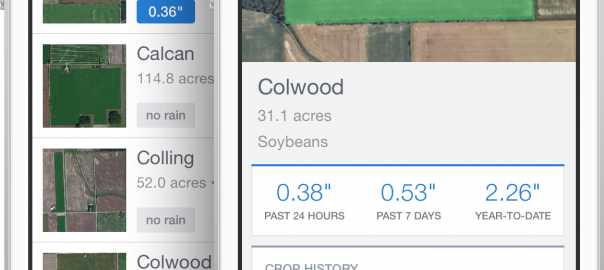 0.36"
Calcan
114.8 acres
no rain
Colling
52.0 acres •
no rain
Colwood
Colwood
31.1 acres
Soybeans
0.38" 0.53" 2.26"
PAST 24 HOURS PAST 7 DAYS YEAR-TO-DATE
CROP HISTORY